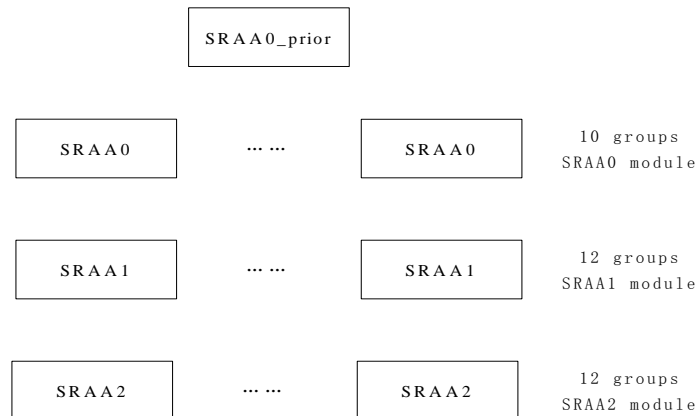 SRAA0_prior
SRAA0 …… SRAA0
10 groups
SRAA0 module
SRAA1 …… SRAA1
12 groups
SRAA1 module
SRAA2 …… SRAA2
12 groups
SRAA2 module